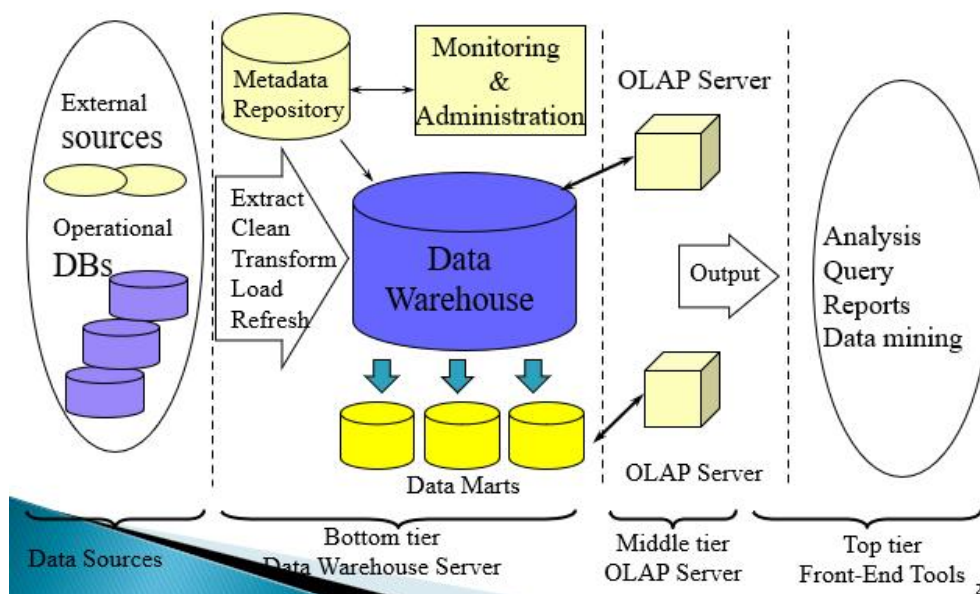 External
sources
Operational
DBs
Metadata
Repository
Monitoring
&
Administration
Extract
Clean
Transform
Load
Refresh
Data
Warehouse
Data Marts
OLAP Server
OLAP Server
Output
Analysis
Query
Reports
Data mining
Data Sources
Bottom tier
Data Warehouse Server
Middle tier
OLAP Server
Top tier
Front-End Tools